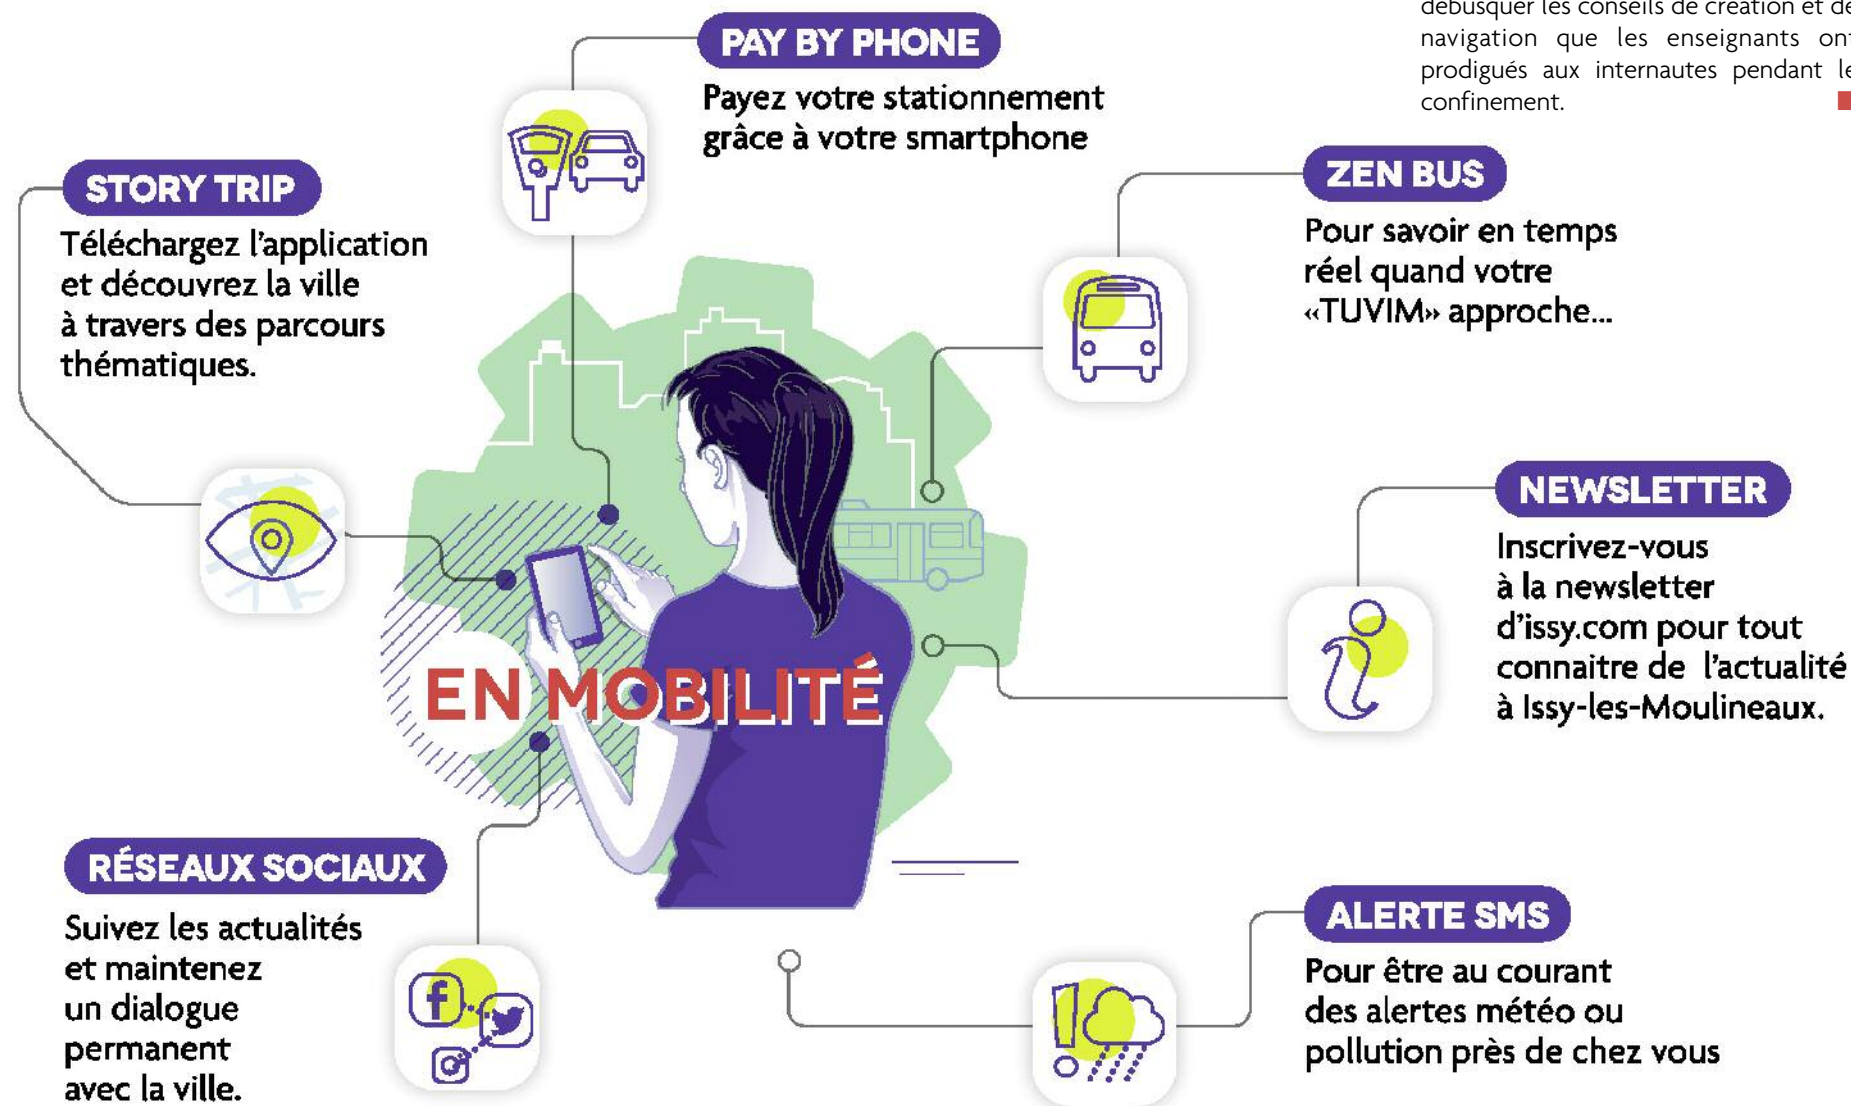 débusquer les conseils de création et de
navigation que les enseignants ont
prodigués aux internautes pendant le
confinement.
PAY BY PHONE
Payez votre stationnement
grâce à votre smartphone
STORY TRIP
Téléchargez l'application
et découvrez la ville
à travers des parcours
thématiques.
ZEN BUS
Pour savoir en temps
réel quand votre
«TUVIM» approche...
NEWSLETTER
Inscrivez-vous
à la newsletter
d'issy.com pour tout
connaitre de l'actualité
à Issy-les-Moulineaux.
EN MOBILITÉ
RÉSEAUX SOCIAUX
Suivez les actualités
et maintenez
un dialogue
permanent
avec la ville.
ALERTE SMS
Pour être au courant
des alertes météo ou
pollution près de chez vous